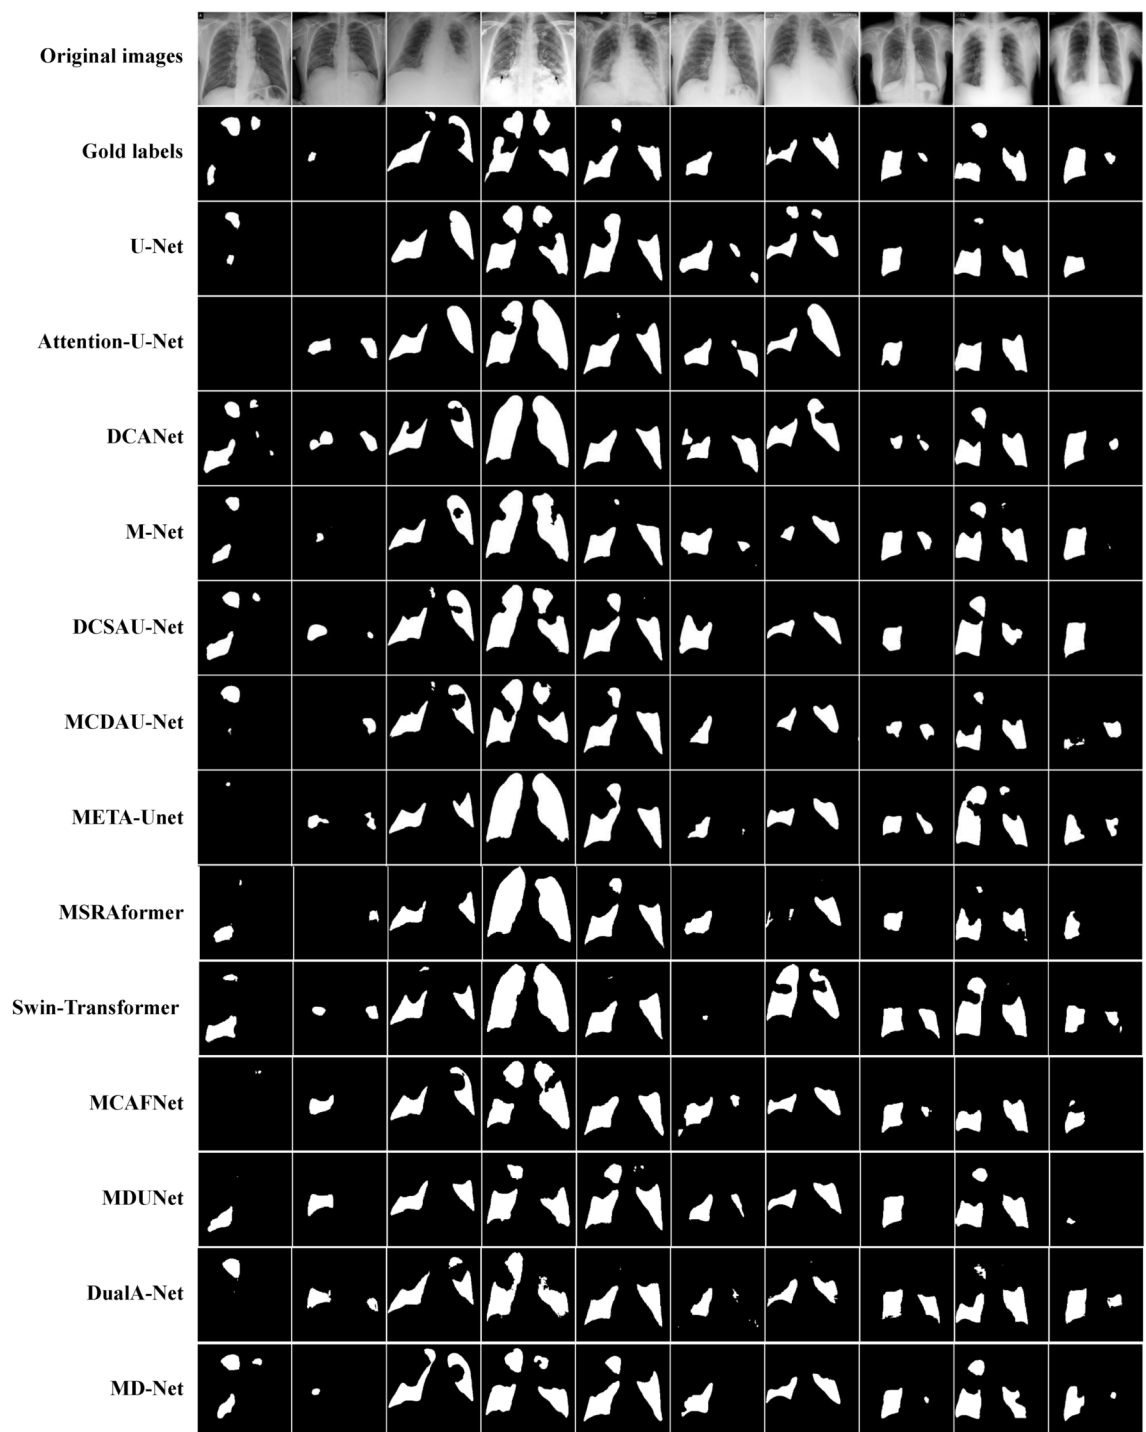 Original images
Gold labels
U-Net
Attention-U-Net
DCANet
M-Net
DCSAU-Net
MCDAU-Net
META-Unet
MSRAformer
Swin-Transformer
MCAFNet
MDUNet
DualA-Net
MD-Net